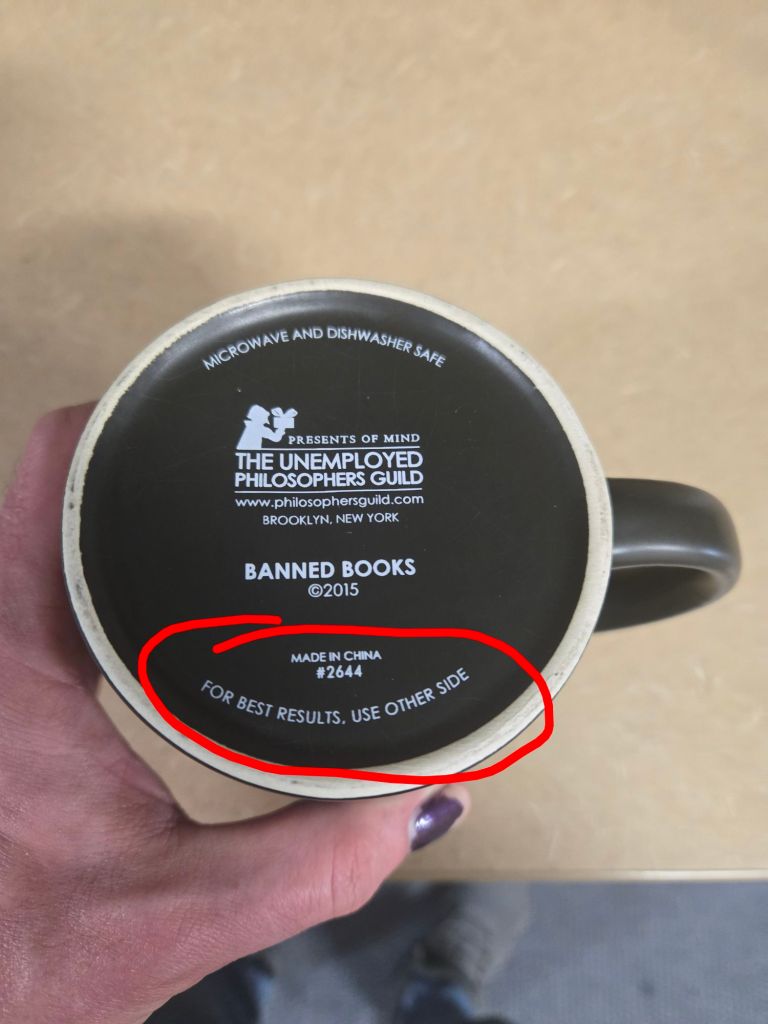 MICROWAVE AND DISHWASHER SAFE
PRESENTS OF MIND
THE UNEMPLOYED
PHILOSOPHERS GUILD
www.philosophersguild.com
BROOKLYN, NEW YORK
BANNED BOOKS
©2015
MADE IN CHINA
#2644
FOR BEST RESULTS, USE OTHER SIDE